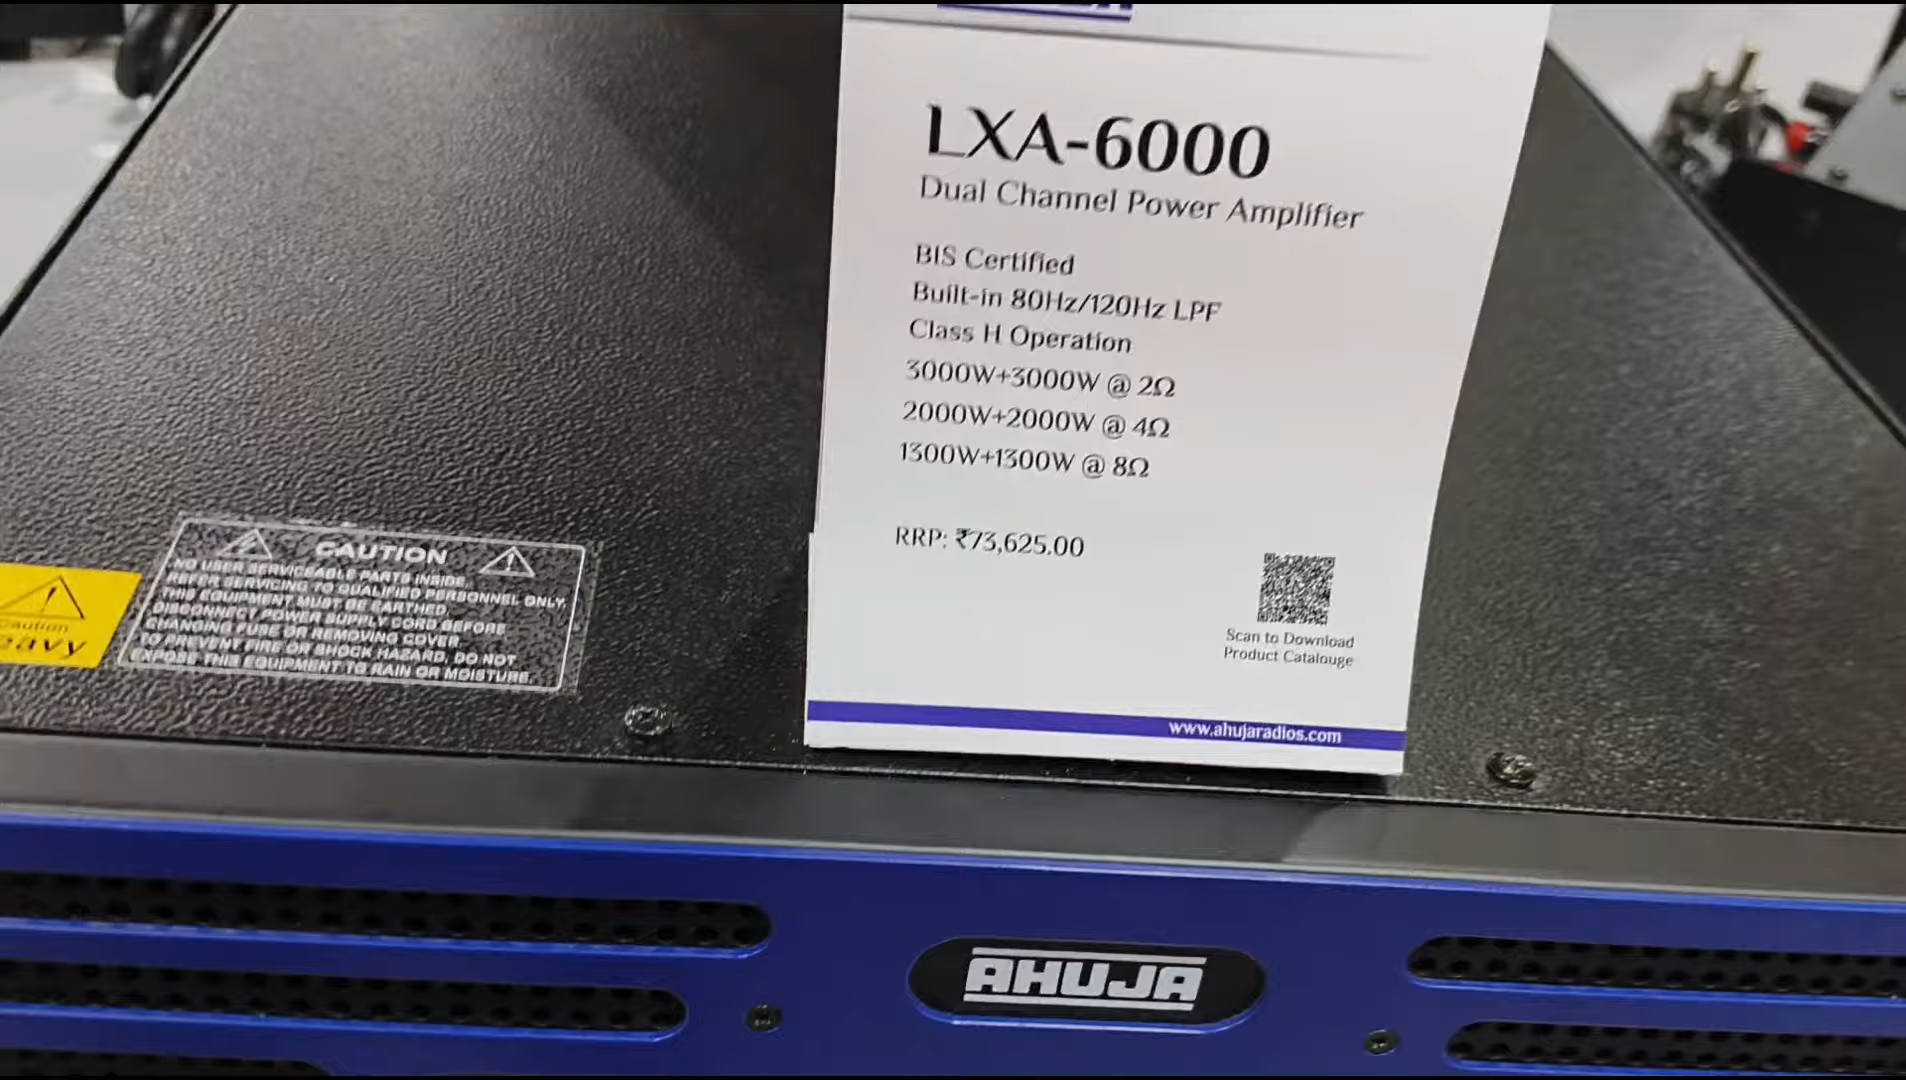 LXA-6000
Dual Channel Power Amplifier
BIS Certified
Built-in 80Hz/120Hz LPF
Class H Operation
3000W+3000W @ 2Ω
2000W+2000W @ 4Ω
1300W+1300W @ 8Ω
RRP: ₹73,625.00
Scan to Download
Product Catalouge
www.ahujaradios.com
CAUTION
NO USER SERVICEABLE PARTS INSIDE.
REFER SERVICING TO QUALIFIED PERSONNEL ONLY.
THIS EQUIPMENT MUST BE EARTHED.
DISCONNECT POWER SUPPLY CORD BEFORE
CHANGING FUSE OR REMOVING COVER.
TO PREVENT FIRE OR SHOCK HAZARD, DO NOT
EXPOSE THIS EQUIPMENT TO RAIN OR MOISTURE.
Caution
AHUJA